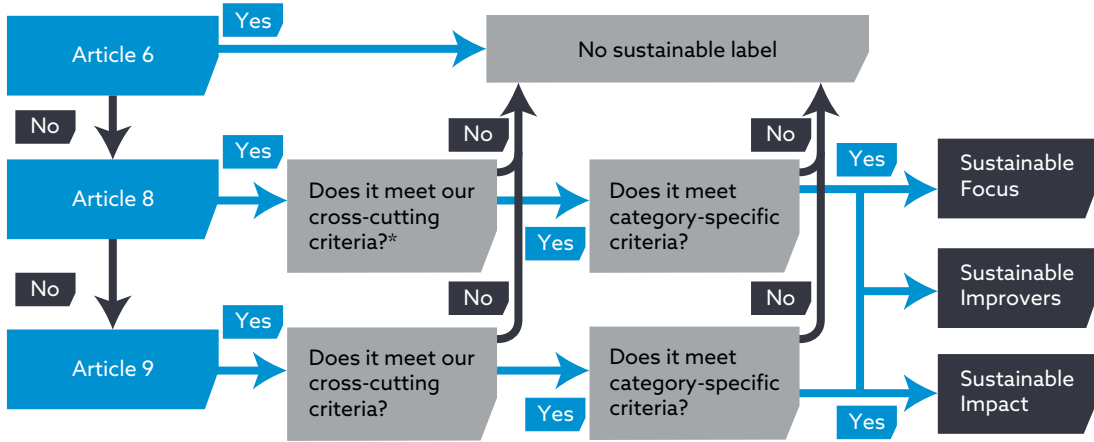 Yes
Article 6
No sustainable label
No
No
No
Yes
Yes
Article 8
Does it meet our
cross-cutting
criteria?*
Yes
Does it meet
category-specific
criteria?
Sustainable
Focus
No
No
No
Sustainable
Improvers
Yes
Article 9
Does it meet our
cross-cutting
criteria?
Yes
Does it meet
category-specific
criteria?
Yes
Sustainable
Impact